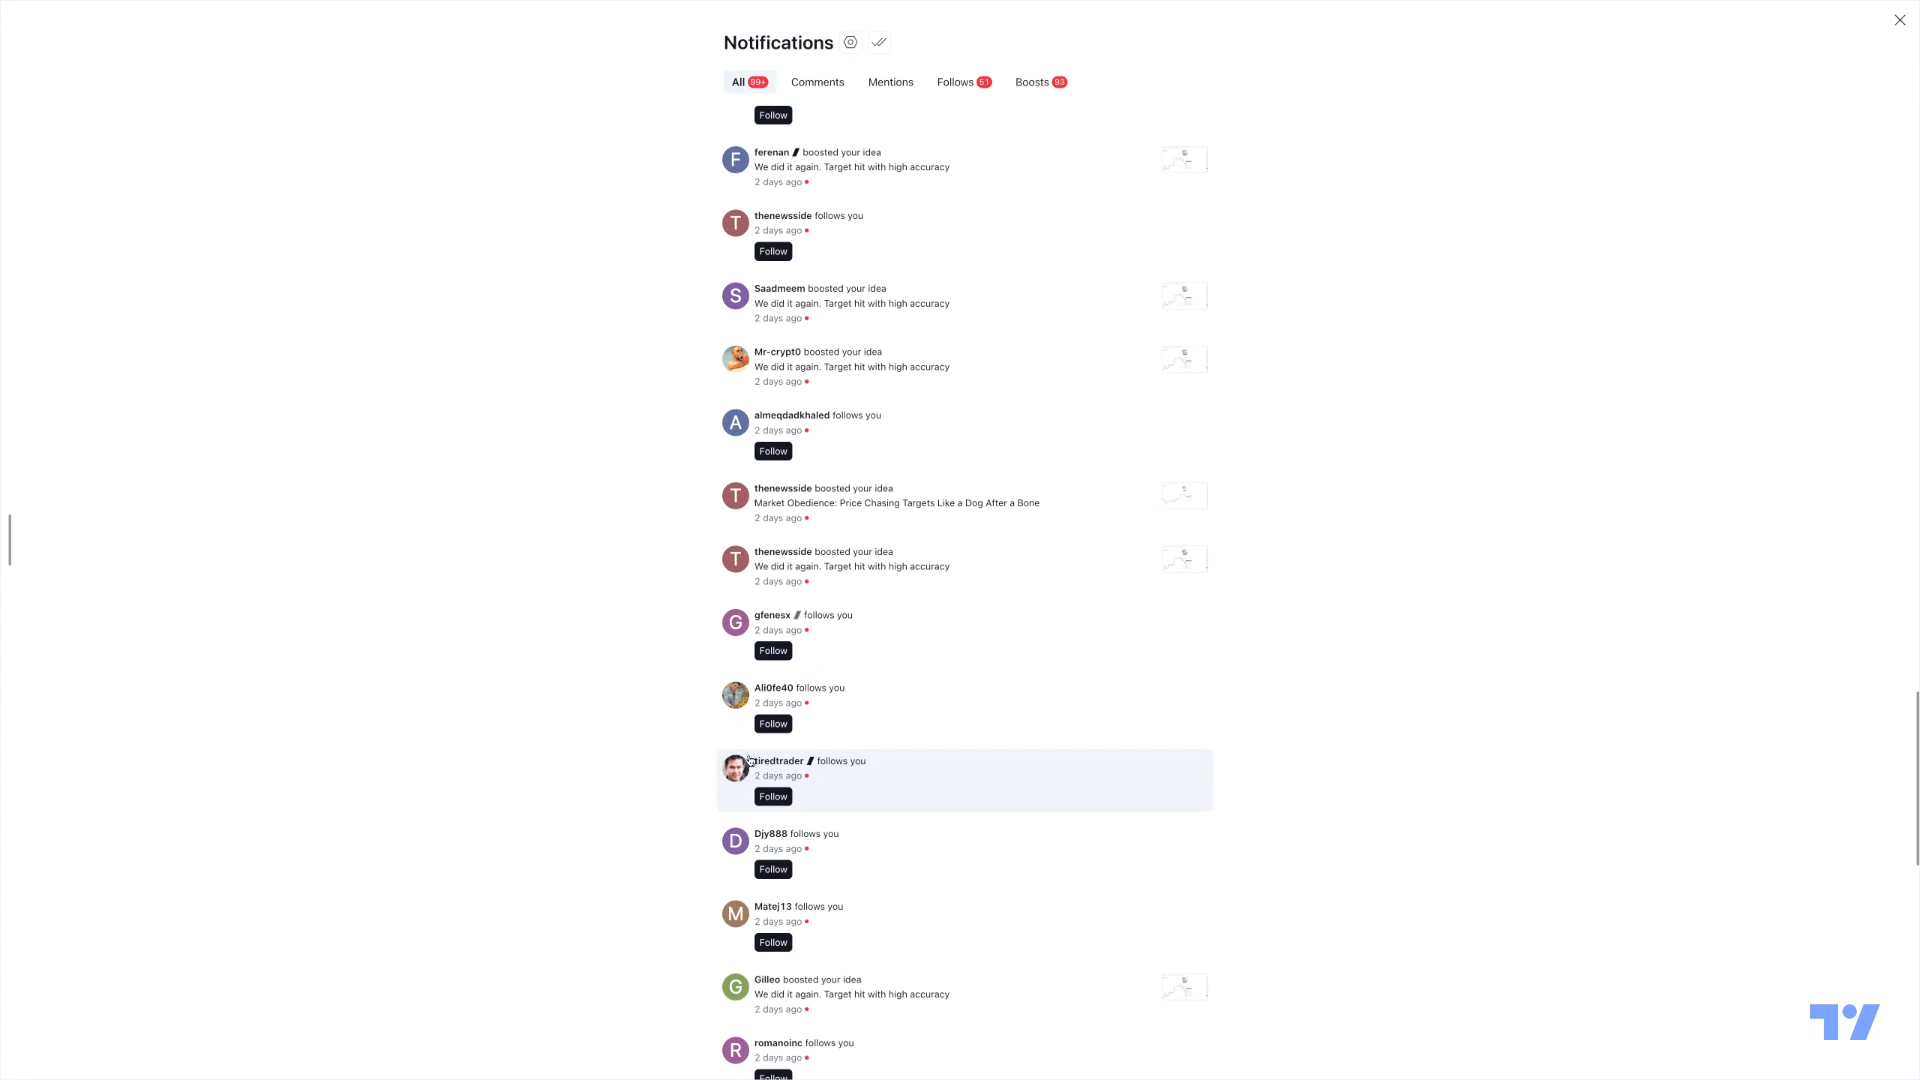 Notifications
All 99+ Comments Mentions Follows 51 Boosts 93
Follow
F ferenan boosted your idea
We did it again. Target hit with high accuracy
2 days ago
T thenewsside follows you
2 days ago
Follow
S Saadmeem boosted your idea
We did it again. Target hit with high accuracy
2 days ago
Mr-crypt0 boosted your idea
We did it again. Target hit with high accuracy
2 days ago
A almeqdadkhaled follows you
2 days ago
Follow
T thenewsside boosted your idea
Market Obedience: Price Chasing Targets Like a Dog After a Bone
2 days ago
T thenewsside boosted your idea
We did it again. Target hit with high accuracy
2 days ago
G gfenesx follows you
2 days ago
Follow
Ali0fe40 follows you
2 days ago
Follow
tiredtrader follows you
2 days ago
Follow
D Djy888 follows you
2 days ago
Follow
M Matej13 follows you
2 days ago
Follow
G Gilleo boosted your idea
We did it again. Target hit with high accuracy
2 days ago
R romanoinc follows you
2 days ago
Follow